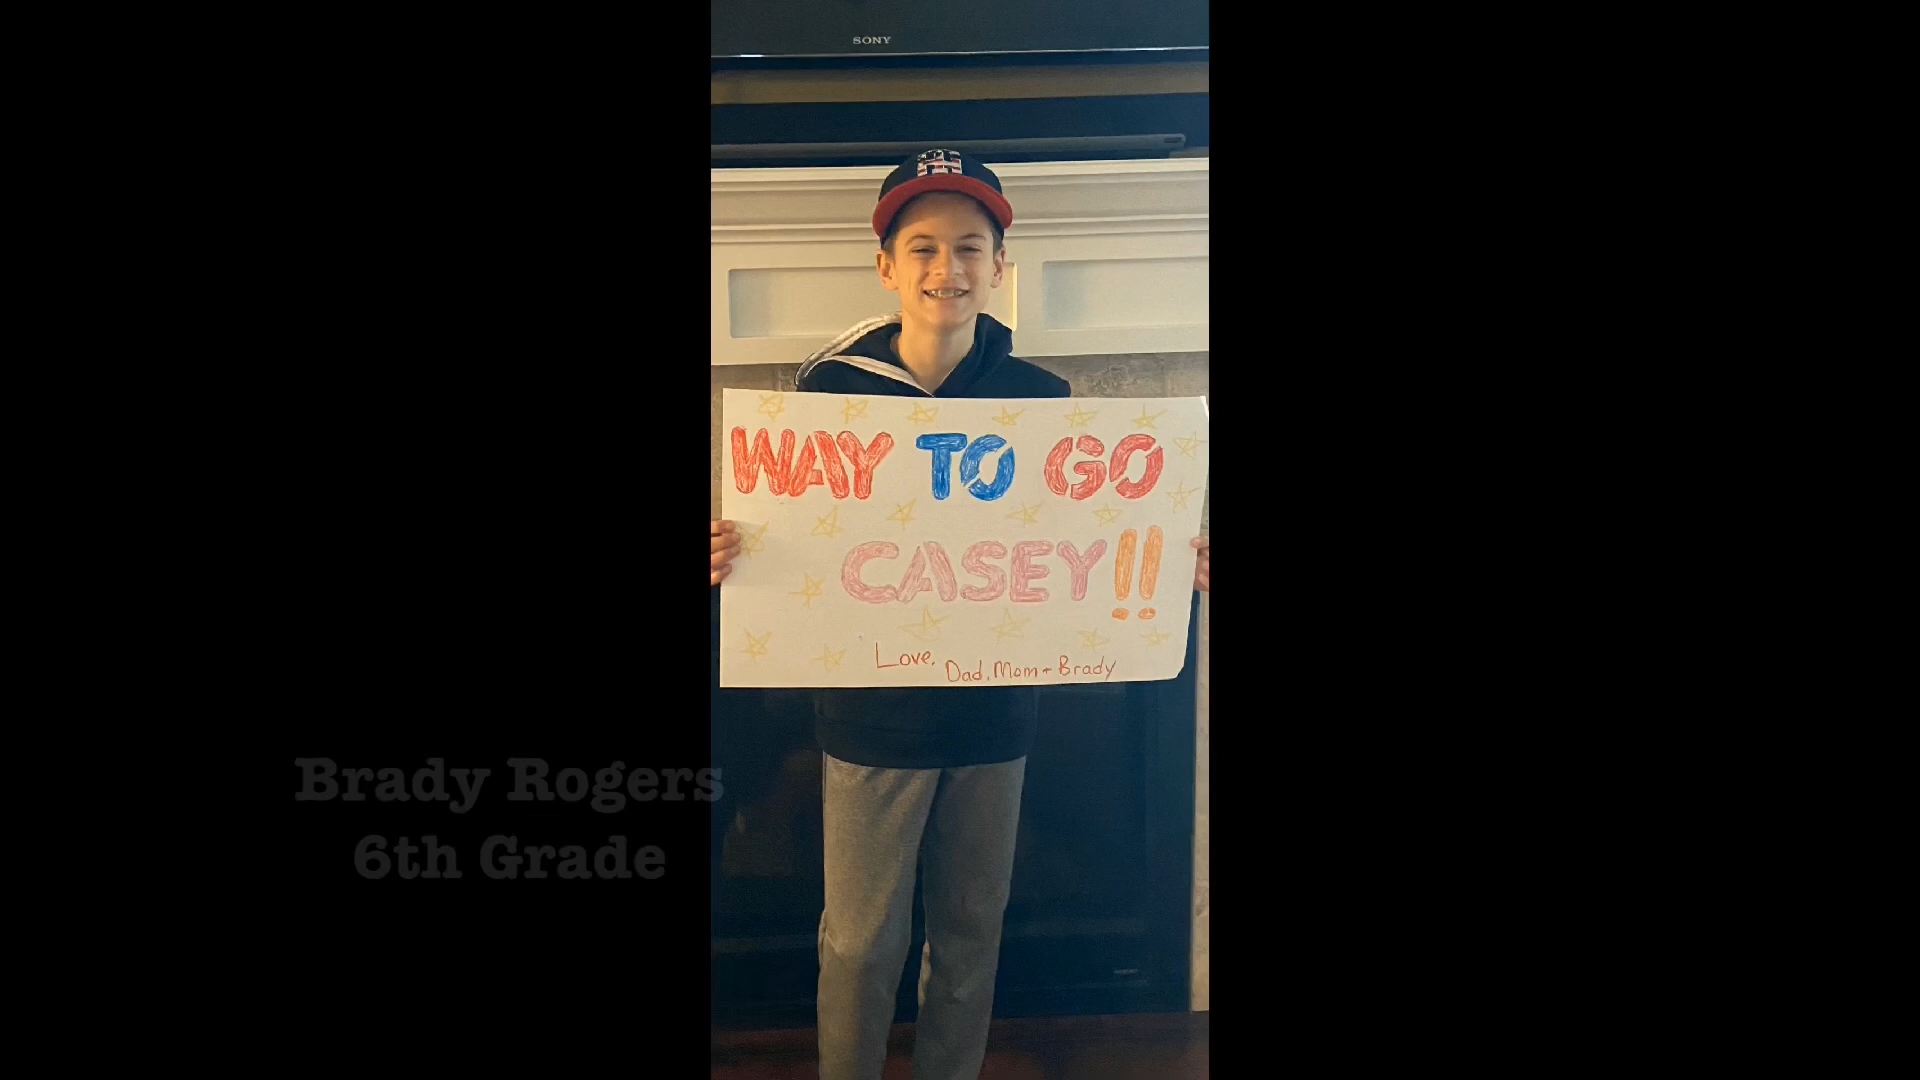 SONY
WAY TO GO
CASEY!!
Love,
Dad, Mom + Brady
Brady Rogers
6th Grade